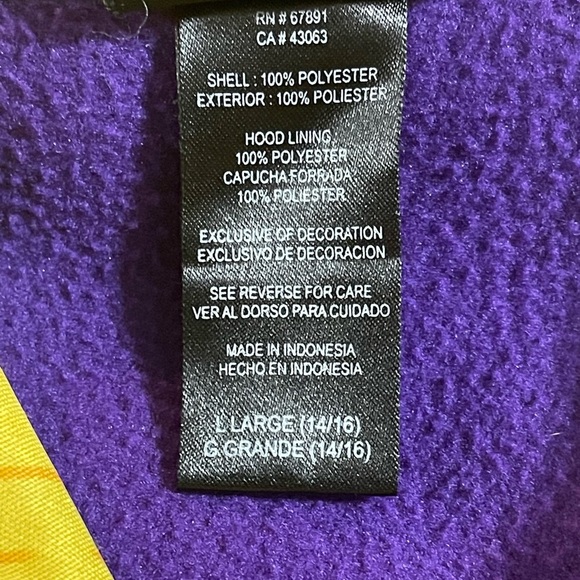 RN # 67891
CA # 43063
SHELL : 100% POLYESTER
EXTERIOR : 100% POLIESTER
HOOD LINING
100% POLYESTER
CAPUCHA FORRADA
100% POLIESTER
EXCLUSIVE OF DECORATION
EXCLUSIVO DE DECORACION
SEE REVERSE FOR CARE
VER AL DORSO PARA CUIDADO
MADE IN INDONESIA
HECHO EN INDONESIA
L LARGE (14/16)
G GRANDE (14/16)